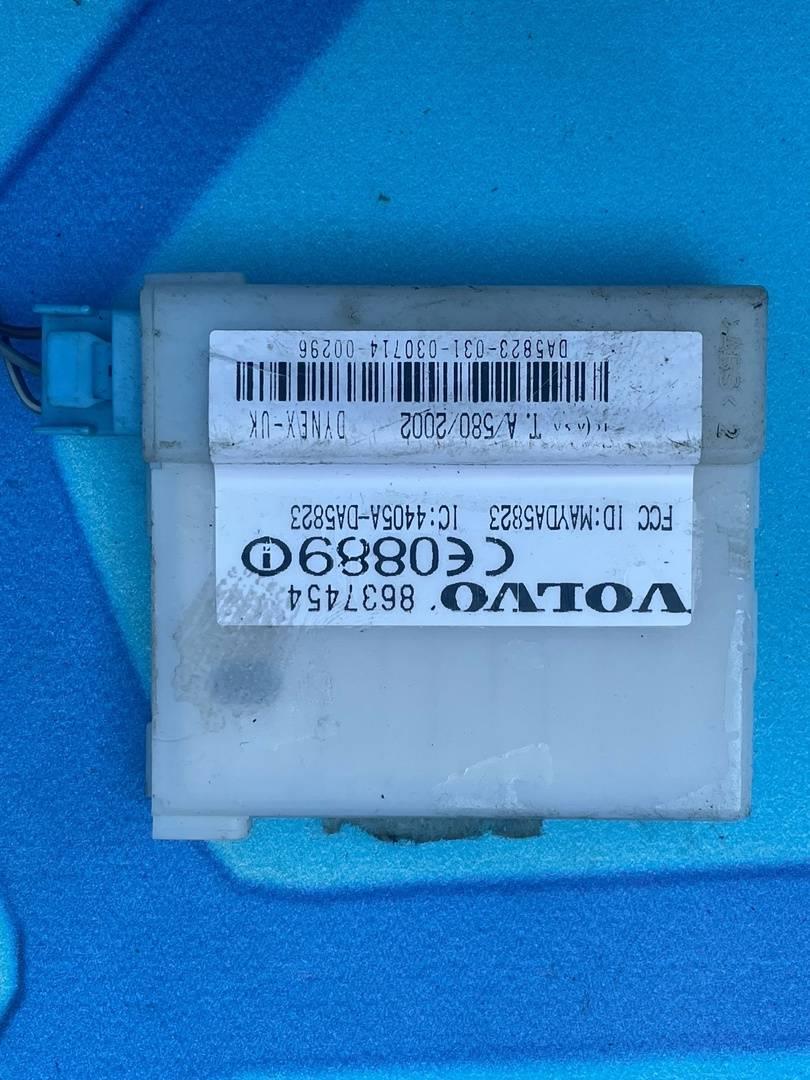 VOLVO 8637454
CE0889
FCC ID:MAYDA5823 IC:4405A-DA5823
T.A/580/2002 DYNEX-UK
DA5823-031-030714-00296